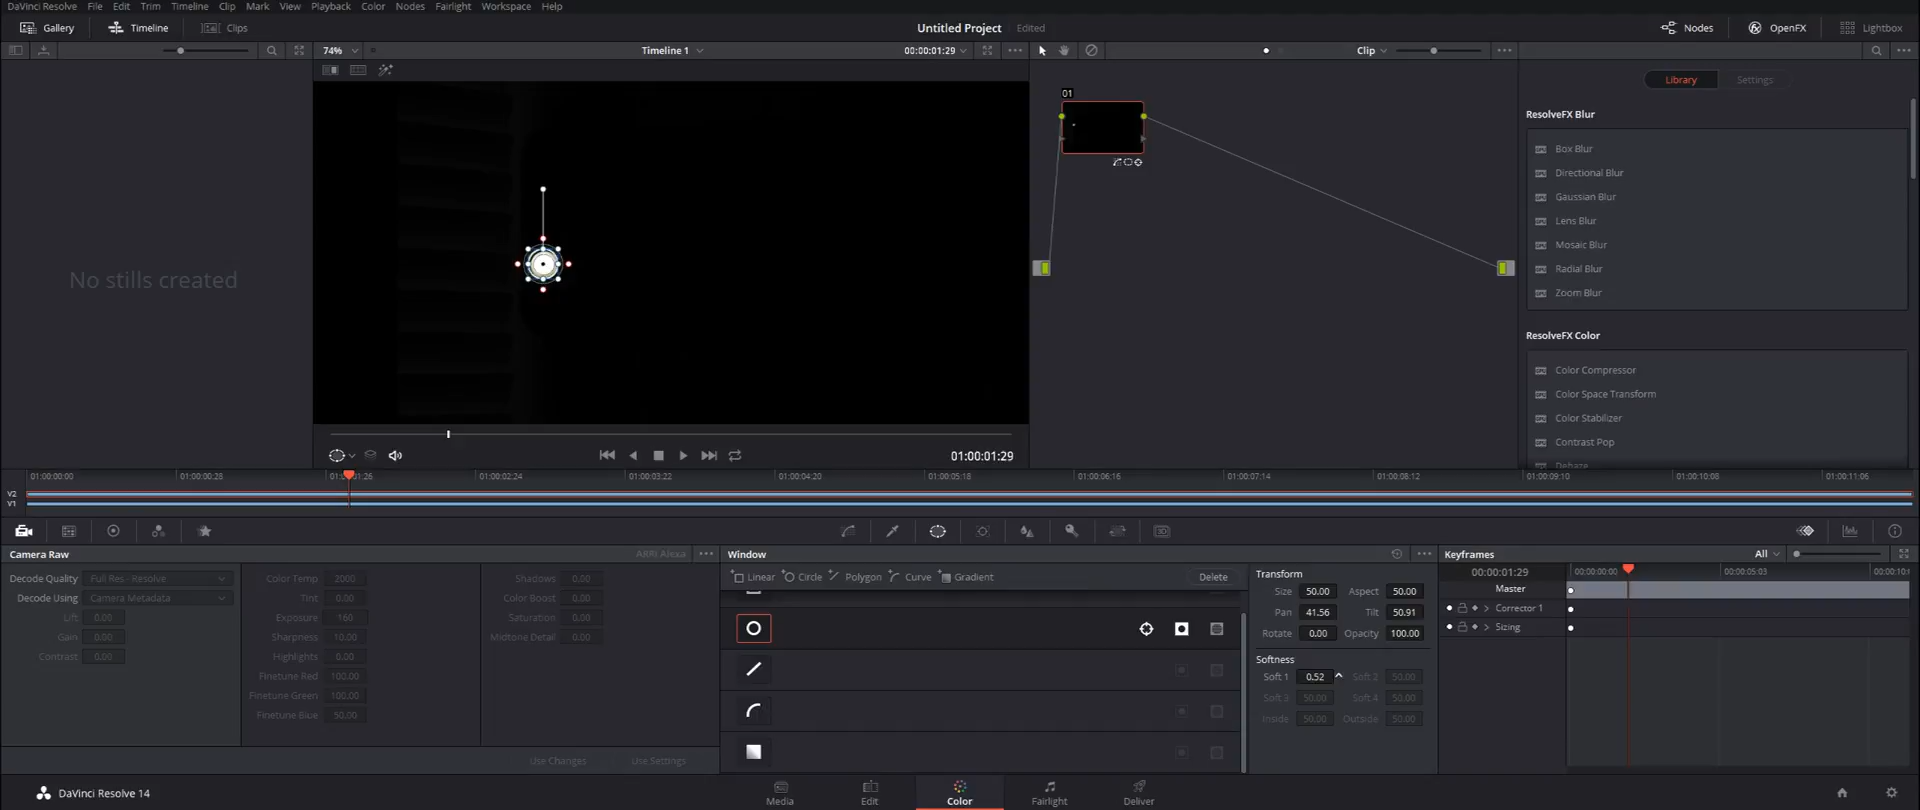 DaVinci Resolve File Edit Trim Timeline Clip Mark View Playback Color Nodes Fairlight Workspace Help
Gallery Timeline Clips Untitled Project Edited Nodes OpenFX Lightbox
74% Timeline 1 00:00:01:29 Clip
Library Settings
01
ResolveFX Blur
Box Blur
Directional Blur
Gaussian Blur
Lens Blur
Mosaic Blur
Radial Blur
Zoom Blur
No stills created
ResolveFX Color
Color Compressor
Color Space Transform
Color Stabilizer
Contrast Pop
Dehaze
01:00:01:29
01:00:00:00 01:00:00:28 01:00:01:26 01:00:02:24 01:00:03:22 01:00:04:20 01:00:05:18 01:00:06:16 01:00:07:14 01:00:08:12 01:00:09:10 01:00:10:08 01:00:11:06
V2
V1
Camera Raw ARRI Alexa Window Keyframes All
Decode Quality Full Res - Resolve Color Temp 2000 Shadows 0.00
Decode Using Camera Metadata Tint 0.00 Color Boost 0.00
Lift 0.00 Exposure 160 Saturation 0.00
Gain 0.00 Sharpness 10.00 Midtone Detail 0.00
Contrast 0.00 Highlights 0.00
Finetune Red 100.00
Finetune Green 100.00
Finetune Blue 50.00
Use Changes Use Settings
Linear Circle Polygon Curve Gradient Delete
Transform
Size 50.00 Aspect 50.00
Pan 41.56 Tilt 50.91
Rotate 0.00 Opacity 100.00
Softness
Soft 1 0.52 Soft 2 50.00
Soft 3 50.00 Soft 4 50.00
Inside 50.00 Outside 50.00
00:00:01:29 00:00:00:00 00:00:05:03
Master
Corrector 1
Sizing
DaVinci Resolve 14 Media Edit Color Fairlight Deliver